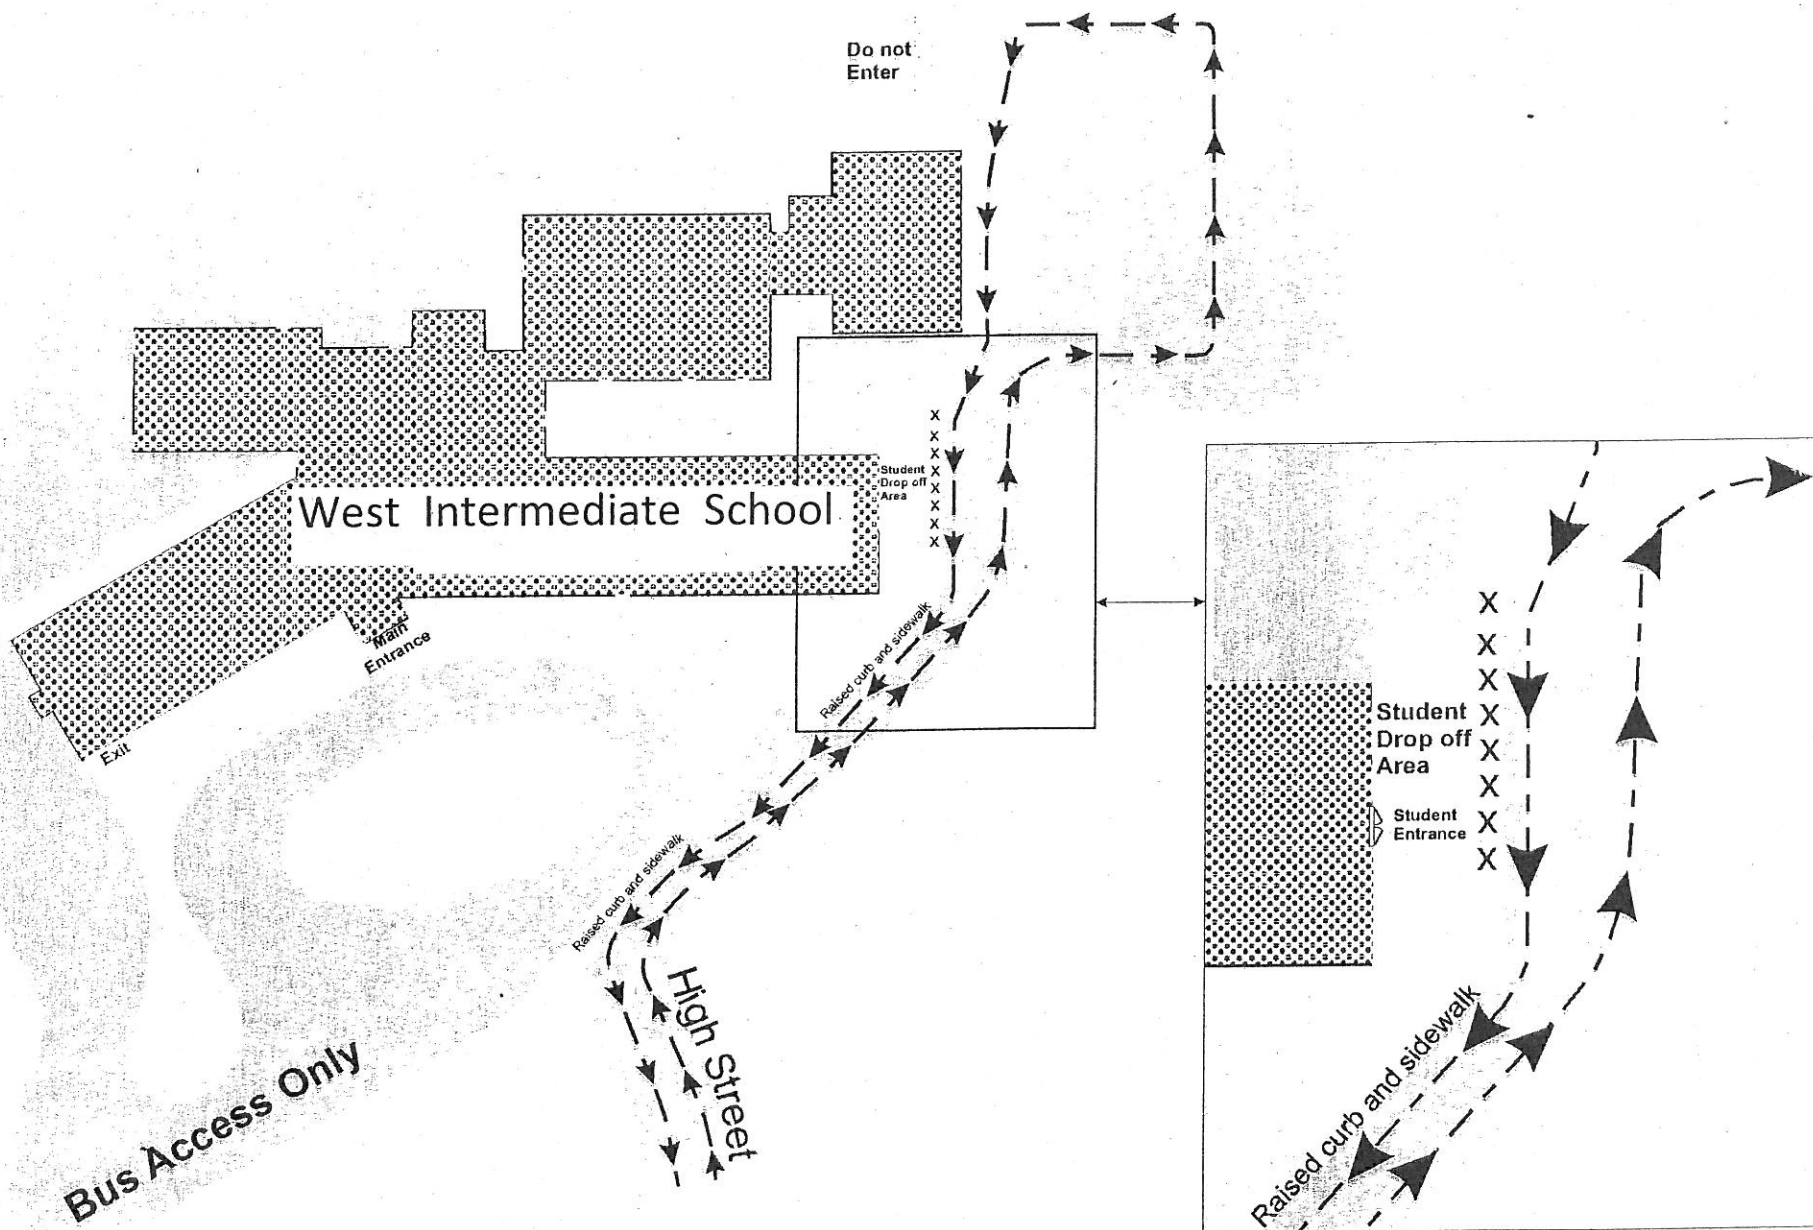 Do not
Enter
Student
Drop off
Area
X
X
X
X
X
X
X
X
West Intermediate School
Main
Entrance
Exit
Raised curb and sidewalk
Raised curb and sidewalk
High Street
Bus Access Only
X
X
X
X
X
X
X
X
Student
Drop off
Area
Student
Entrance
Raised curb and sidewalk